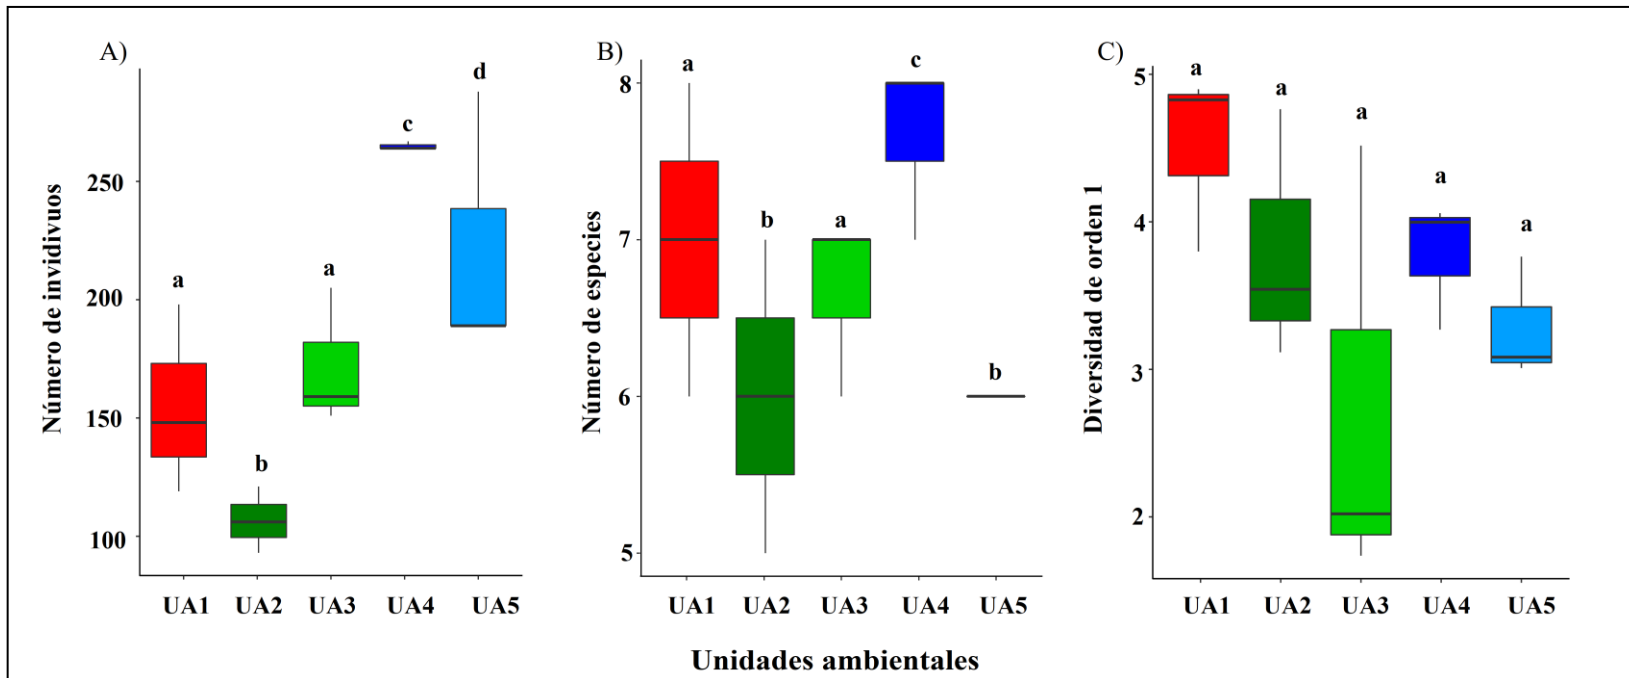 A)
Número de invidivuos
250
200
150
100
a
b
a
c
d
UA1 UA2 UA3 UA4 UA5
B)
Número de especies
8
7
6
5
a
b
a
c
b
UA1 UA2 UA3 UA4 UA5
C)
Diversidad de orden 1
5
4
3
2
a
a
a
a
a
UA1 UA2 UA3 UA4 UA5
Unidades ambientales